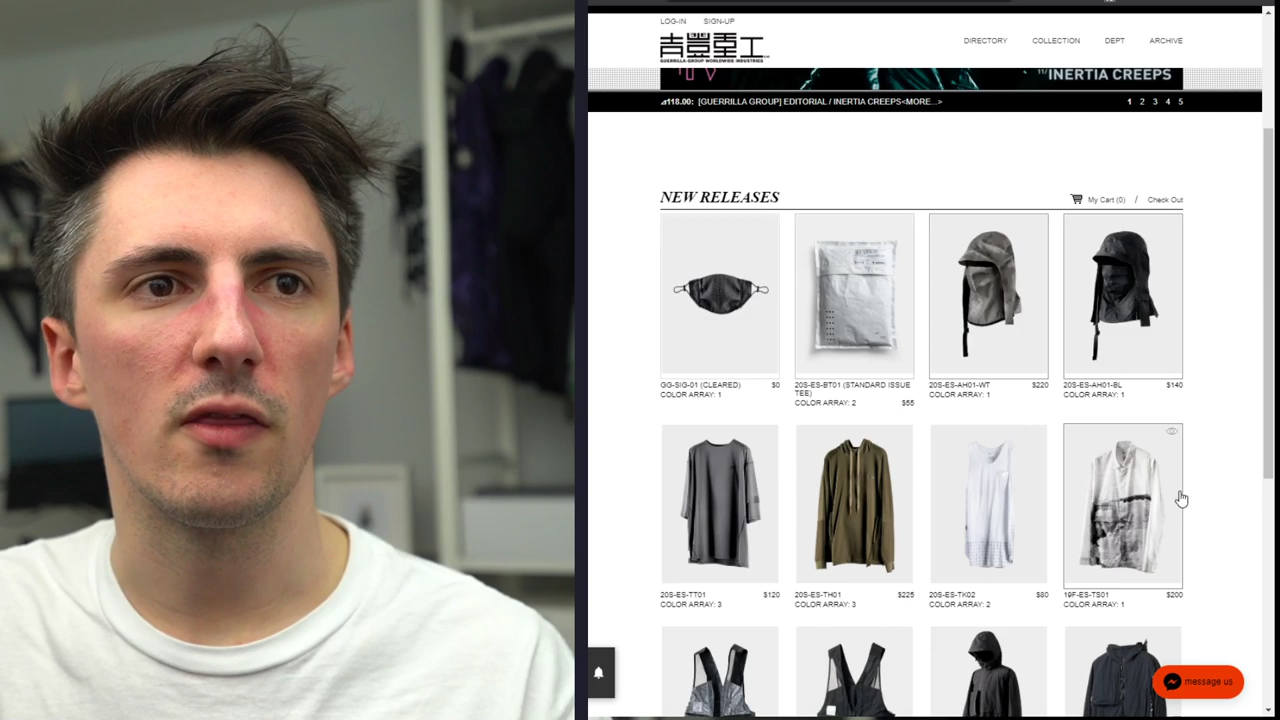 LOG-IN SIGN-UP
GUERRILLA-GROUP WORLDWIDE INDUSTRIES
DIRECTORY COLLECTION DEPT ARCHIVE
INERTIA CREEPS
118.00: [GUERRILLA GROUP] EDITORIAL / INERTIA CREEPS<MORE...>
1 2 3 4 5
NEW RELEASES
My Cart (0) / Check Out
GG-SIG-01 (CLEARED) $0
COLOR ARRAY: 1
20S-ES-BT01 (STANDARD ISSUE
TEE)
COLOR ARRAY: 2 $55
20S-ES-AH01-WT $220
COLOR ARRAY: 1
20S-ES-AH01-BL $140
COLOR ARRAY: 1
20S-ES-TT01 $120
COLOR ARRAY: 3
20S-ES-TH01 $225
COLOR ARRAY: 3
20S-ES-TK02 $80
COLOR ARRAY: 2
19F-ES-TS01 $200
COLOR ARRAY: 1
message us